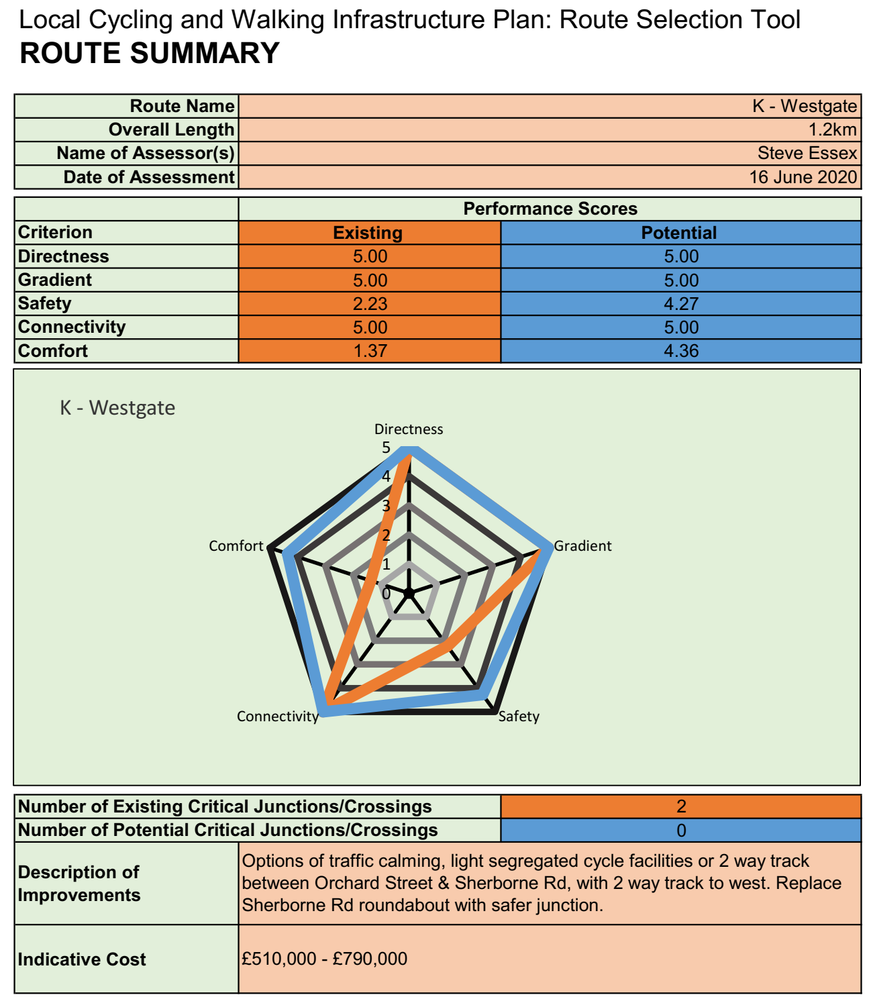 Local Cycling and Walking Infrastructure Plan: Route Selection Tool
ROUTE SUMMARY
Route Name K - Westgate
Overall Length 1.2km
Name of Assessor(s) Steve Essex
Date of Assessment 16 June 2020
Performance Scores
Criterion Existing Potential
Directness 5.00 5.00
Gradient 5.00 5.00
Safety 2.23 4.27
Connectivity 5.00 5.00
Comfort 1.37 4.36
K - Westgate
Directness
5
4
3
2
1
0
Comfort
Gradient
Connectivity
Safety
Number of Existing Critical Junctions/Crossings 2
Number of Potential Critical Junctions/Crossings 0
Description of
Improvements
Options of traffic calming, light segregated cycle facilities or 2 way track
between Orchard Street & Sherborne Rd, with 2 way track to west. Replace
Sherborne Rd roundabout with safer junction.
Indicative Cost £510,000 - £790,000